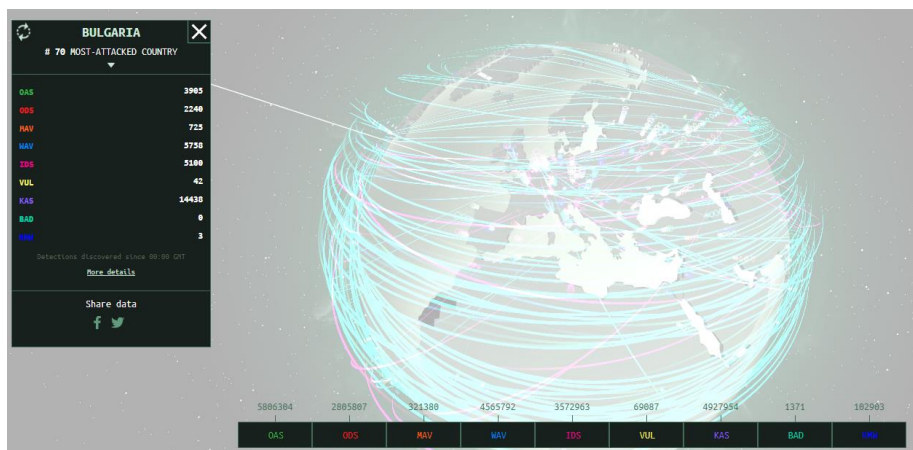 BULGARIA
# 70 MOST-ATTACKED COUNTRY
OAS 3905
ODS 2240
MAV 725
WAV 5758
IDS 5100
VUL 42
KAS 14438
BAD 0
3
Detections discovered since 00:00 GMT
More details
Share data
5806304 2805807 321380 4565792 3572963 69087 4927954 1371 102903
OAS ODS MAV WAV IDS VUL KAS BAD